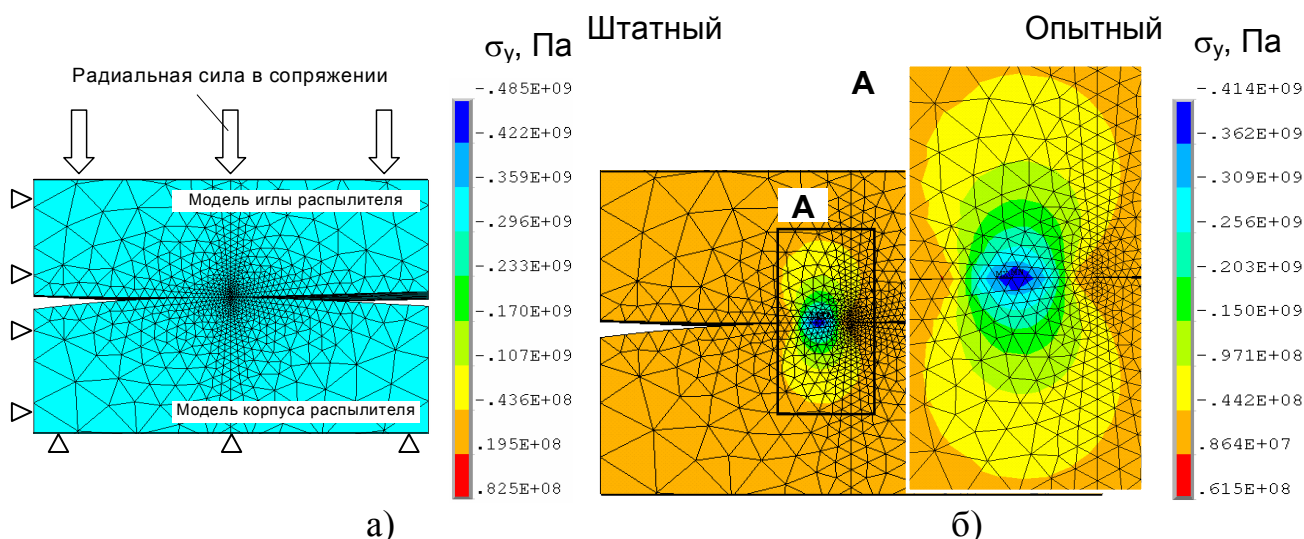 σy, Па
Штатный
Опытный
σy, Па
Радиальная сила в сопряжении
А
-.485E+09
-.422E+09
-.359E+09
-.296E+09
-.233E+09
-.170E+09
-.107E+09
-.436E+08
.195E+08
.825E+08
Модель иглы распылителя
Модель корпуса распылителя
А
-.414E+09
-.362E+09
-.309E+09
-.256E+09
-.203E+09
-.150E+09
-.971E+08
-.442E+08
.864E+07
.615E+08
а)
б)